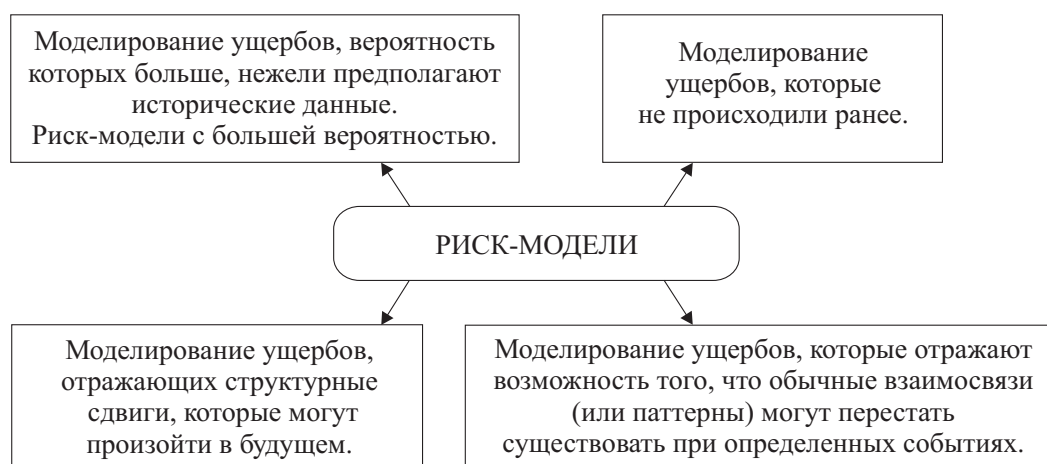 Моделирование ущербов, вероятность
которых больше, нежели предполагают
исторические данные.
Риск-модели с большей вероятностью.
Моделирование
ущербов, которые
не происходили ранее.
РИСК-МОДЕЛИ
Моделирование ущербов,
отражающих структурные
сдвиги, которые могут
произойти в будущем.
Моделирование ущербов, которые отражают
возможность того, что обычные взаимосвязи
(или паттерны) могут перестать
существовать при определенных событиях.